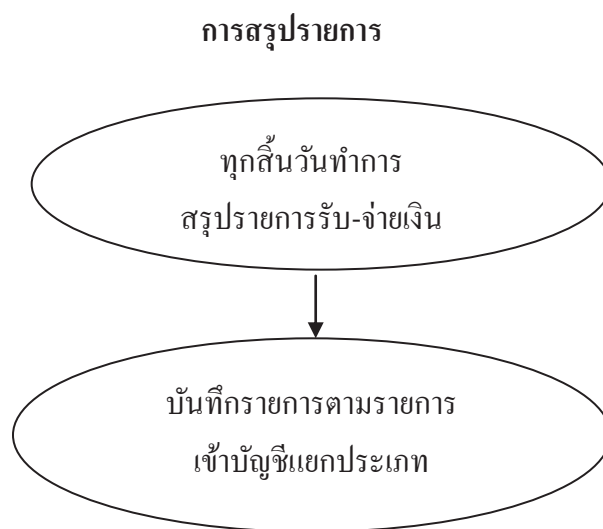 การสรุปรายการ
ทุกสิ้นวันทำการ
สรุปรายการรับ-จ่ายเงิน
บันทึกรายการตามรายการ
เข้าบัญชีแยกประเภท